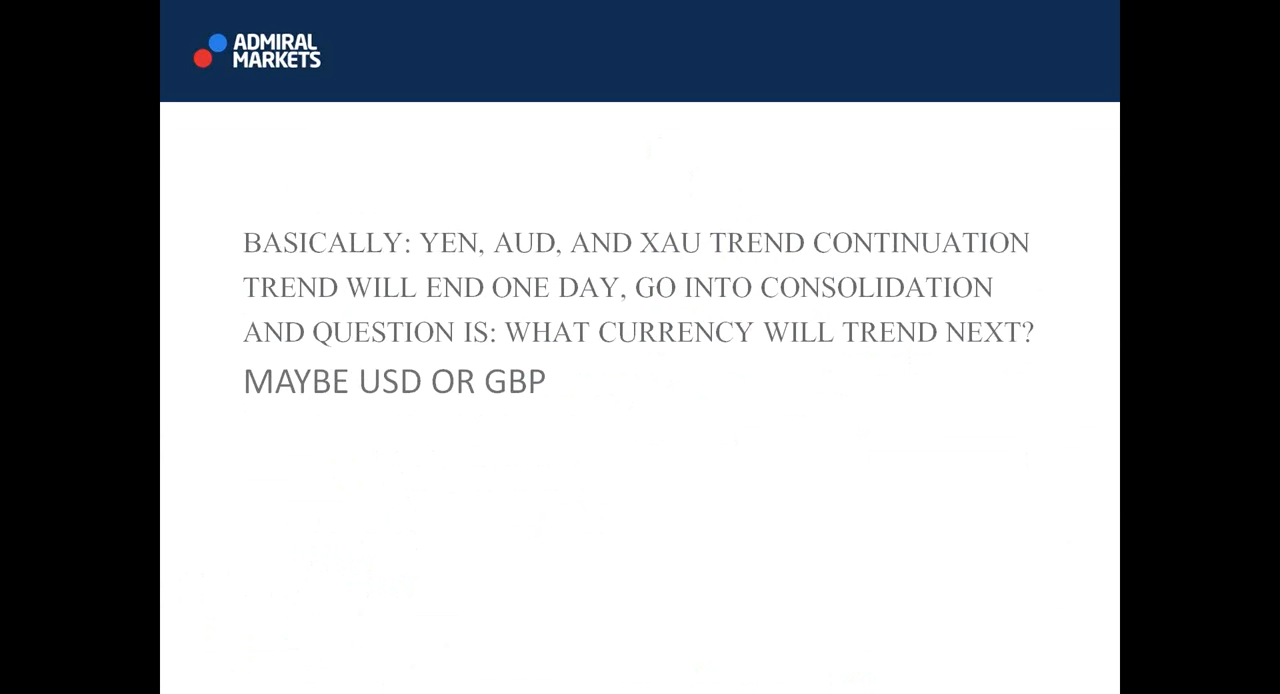 ADMIRAL
MARKETS
BASICALLY: YEN, AUD, AND XAU TREND CONTINUATION
TREND WILL END ONE DAY, GO INTO CONSOLIDATION
AND QUESTION IS: WHAT CURRENCY WILL TREND NEXT?
MAYBE USD OR GBP